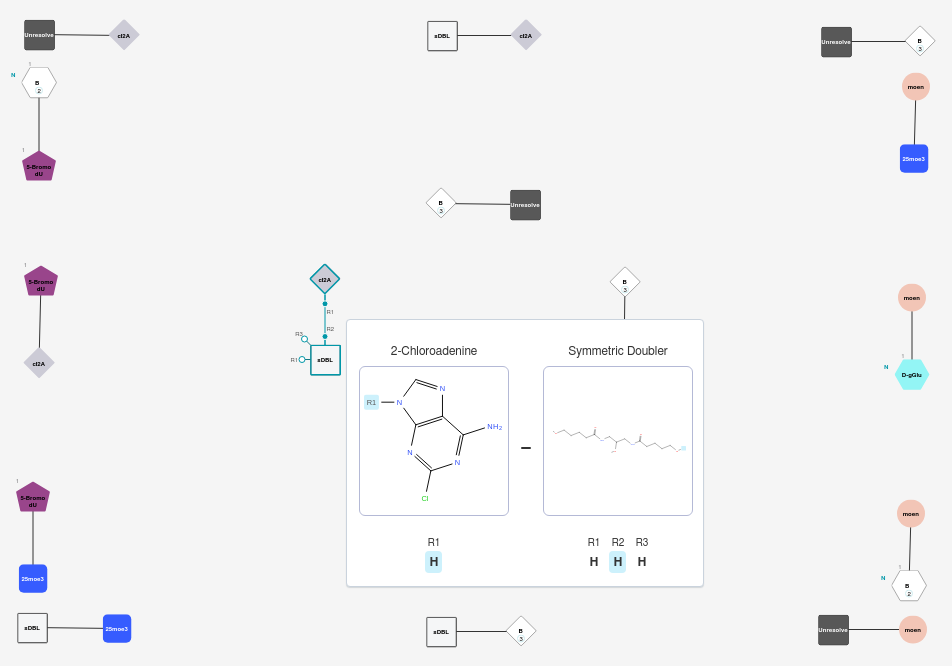 Unresolve
cl2A
sDBL
cl2A
Unresolve
B
3
1
N
B
2
moen
1
5-Bromo
dU
25moe3
B
3
Unresolve
1
5-Bromo
dU
cl2A
cl2A
B
3
moen
R1
R2
R3
R1
sDBL
1
N
D-gGlu
2-Chloroadenine
Symmetric Doubler
R1
N
N
NH₂
N
N
Cl
–
R1
H
R1 R2 R3
H H H
1
5-Bromo
dU
25moe3
moen
1
N
B
2
sDBL
25moe3
sDBL
B
3
Unresolve
moen